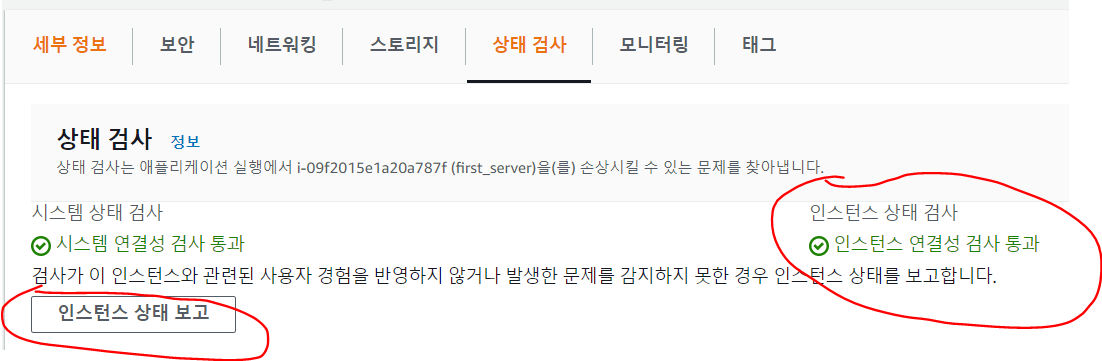 세부 정보 보안 네트워킹 스토리지 상태 검사 모니터링 태그
상태 검사 정보
상태 검사는 애플리케이션 실행에서 i-09f2015e1a20a787f (first_server)을(를) 손상시킬 수 있는 문제를 찾아냅니다.
시스템 상태 검사 인스턴스 상태 검사
시스템 연결성 검사 통과 인스턴스 연결성 검사 통과
검사가 이 인스턴스와 관련된 사용자 경험을 반영하지 않거나 발생한 문제를 감지하지 못한 경우 인스턴스 상태를 보고합니다.
인스턴스 상태 보고